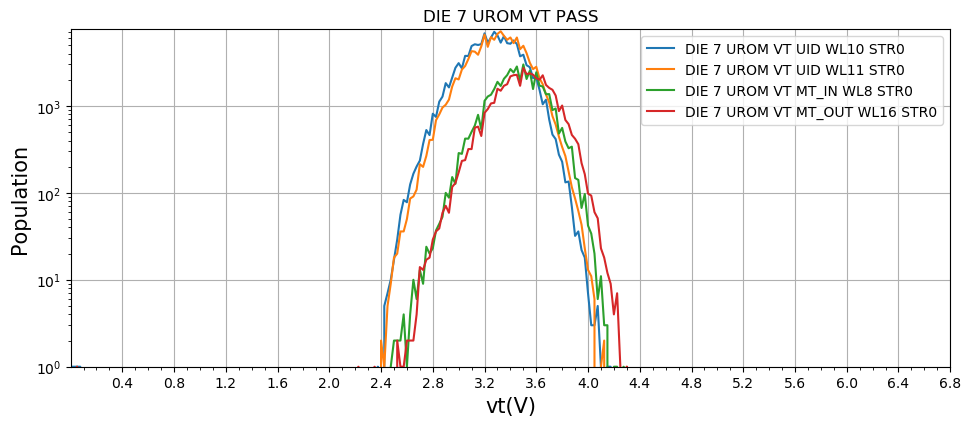 DIE 7 UROM VT PASS
DIE 7 UROM VT UID WL10 STR0
DIE 7 UROM VT UID WL11 STR0
DIE 7 UROM VT MT_IN WL8 STR0
DIE 7 UROM VT MT_OUT WL16 STR0
Population
10³
10²
10¹
10⁰
0.4 0.8 1.2 1.6 2.0 2.4 2.8 3.2 3.6 4.0 4.4 4.8 5.2 5.6 6.0 6.4 6.8
vt(V)